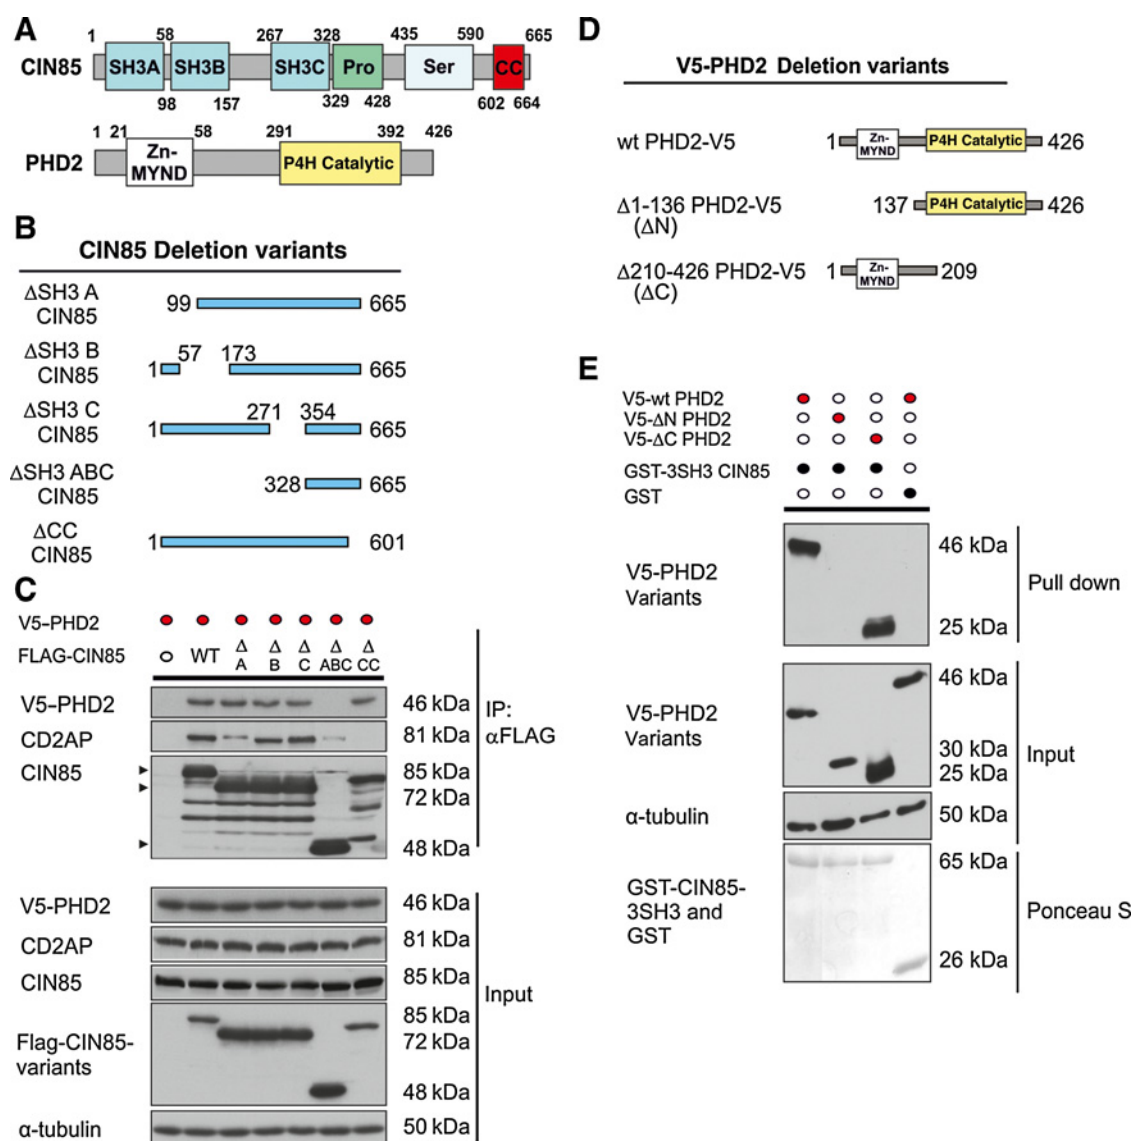 A
1 58 267 328 435 590 665
CIN85 SH3A SH3B SH3C Pro Ser CC
98 157 329 428 602 664
1 21 58 291 392 426
PHD2 Zn-MYND P4H Catalytic
B
CIN85 Deletion variants
ΔSH3 A CIN85 99 665
ΔSH3 B CIN85 1 57 173 665
ΔSH3 C CIN85 1 271 354 665
ΔSH3 ABC CIN85 328 665
ΔCC CIN85 1 601
C
V5-PHD2
FLAG-CIN85 WT Δ A Δ B Δ C Δ ABC Δ CC
V5-PHD2 46 kDa
CD2AP 81 kDa
CIN85 85 kDa
72 kDa
48 kDa
IP: αFLAG
V5-PHD2 46 kDa
CD2AP 81 kDa
CIN85 85 kDa
Flag-CIN85-variants 85 kDa
72 kDa
48 kDa
α-tubulin 50 kDa
Input
D
V5-PHD2 Deletion variants
wt PHD2-V5 1 Zn-MYND P4H Catalytic 426
Δ1-136 PHD2-V5 (ΔN) 137 P4H Catalytic 426
Δ210-426 PHD2-V5 (ΔC) 1 Zn-MYND 209
E
V5-wt PHD2
V5-ΔN PHD2
V5-ΔC PHD2
GST-3SH3 CIN85
GST
V5-PHD2 Variants 46 kDa
25 kDa
Pull down
V5-PHD2 Variants 46 kDa
30 kDa
25 kDa
α-tubulin 50 kDa
Input
GST-CIN85-3SH3 and GST 65 kDa
26 kDa
Ponceau S